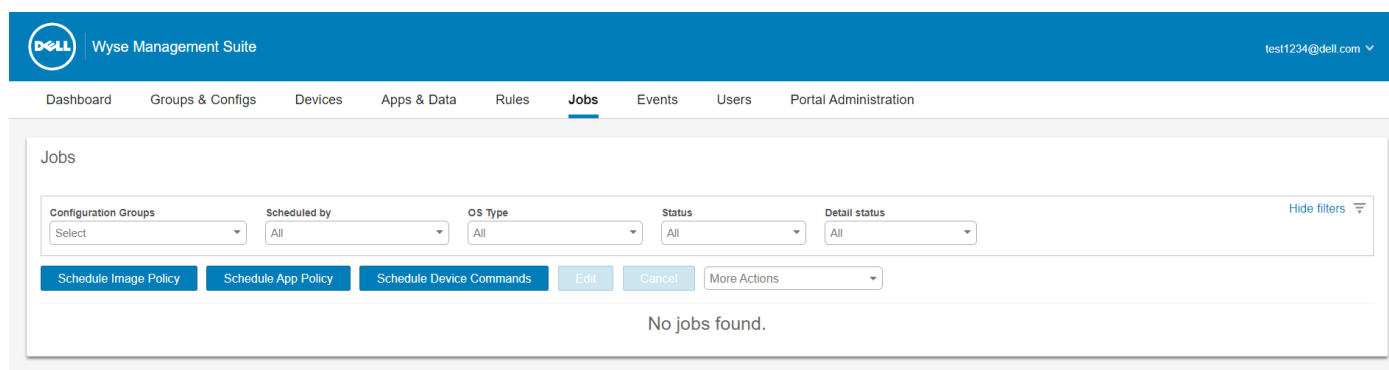 DELL Wyse Management Suite test1234@dell.com
Dashboard Groups & Configs Devices Apps & Data Rules Jobs Events Users Portal Administration
Jobs
Configuration Groups Scheduled by OS Type Status Detail status Hide filters
Select All All All All
Schedule Image Policy Schedule App Policy Schedule Device Commands Edit Cancel More Actions
No jobs found.